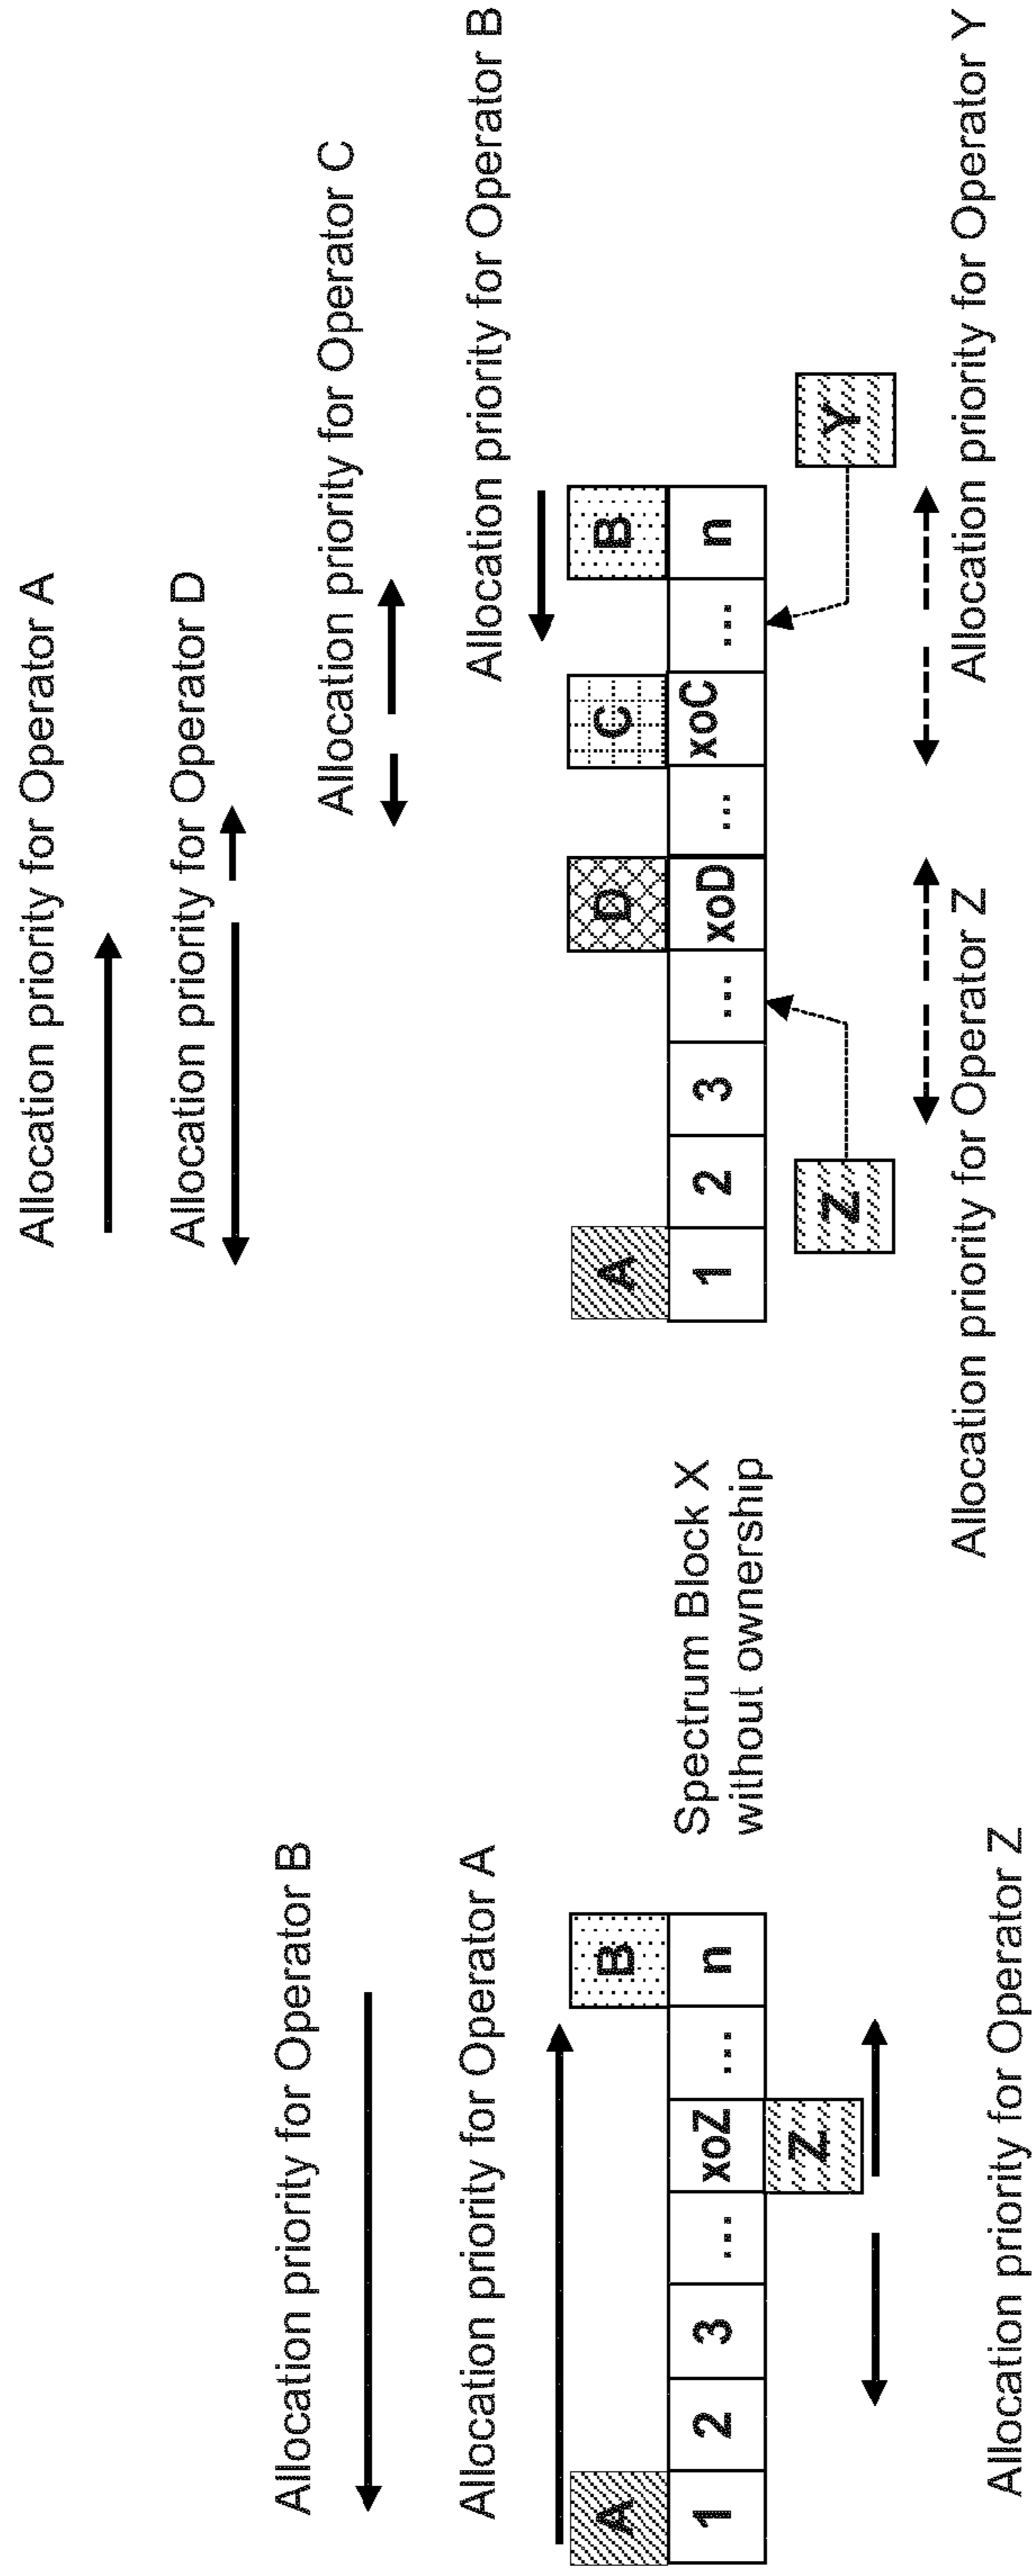 Allocation priority for Operator B
Allocation priority for Operator A
A
B
1 2 3 ... xoZ ... n
Z
Allocation priority for Operator Z
Spectrum Block X
without ownership
Allocation priority for Operator A
Allocation priority for Operator D
Allocation priority for Operator C
Allocation priority for Operator B
A
D
C
B
1 2 3 ... xoD ... xoC ... n
Z
Y
Allocation priority for Operator Z
Allocation priority for Operator Y